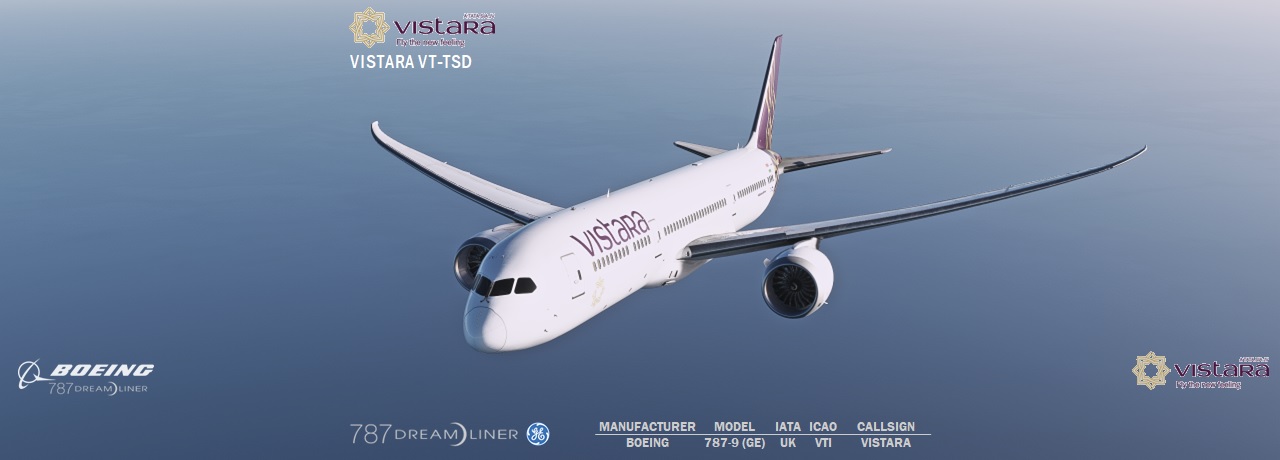 VISTARA
Fly the new feeling
VISTARA VT-TSD
VISTARA
BOEING
787 DREAMLINER
VISTARA
Fly the new feeling
787 DREAMLINER GE
MANUFACTURER MODEL IATA ICAO CALLSIGN
BOEING 787-9 (GE) UK VTI VISTARA